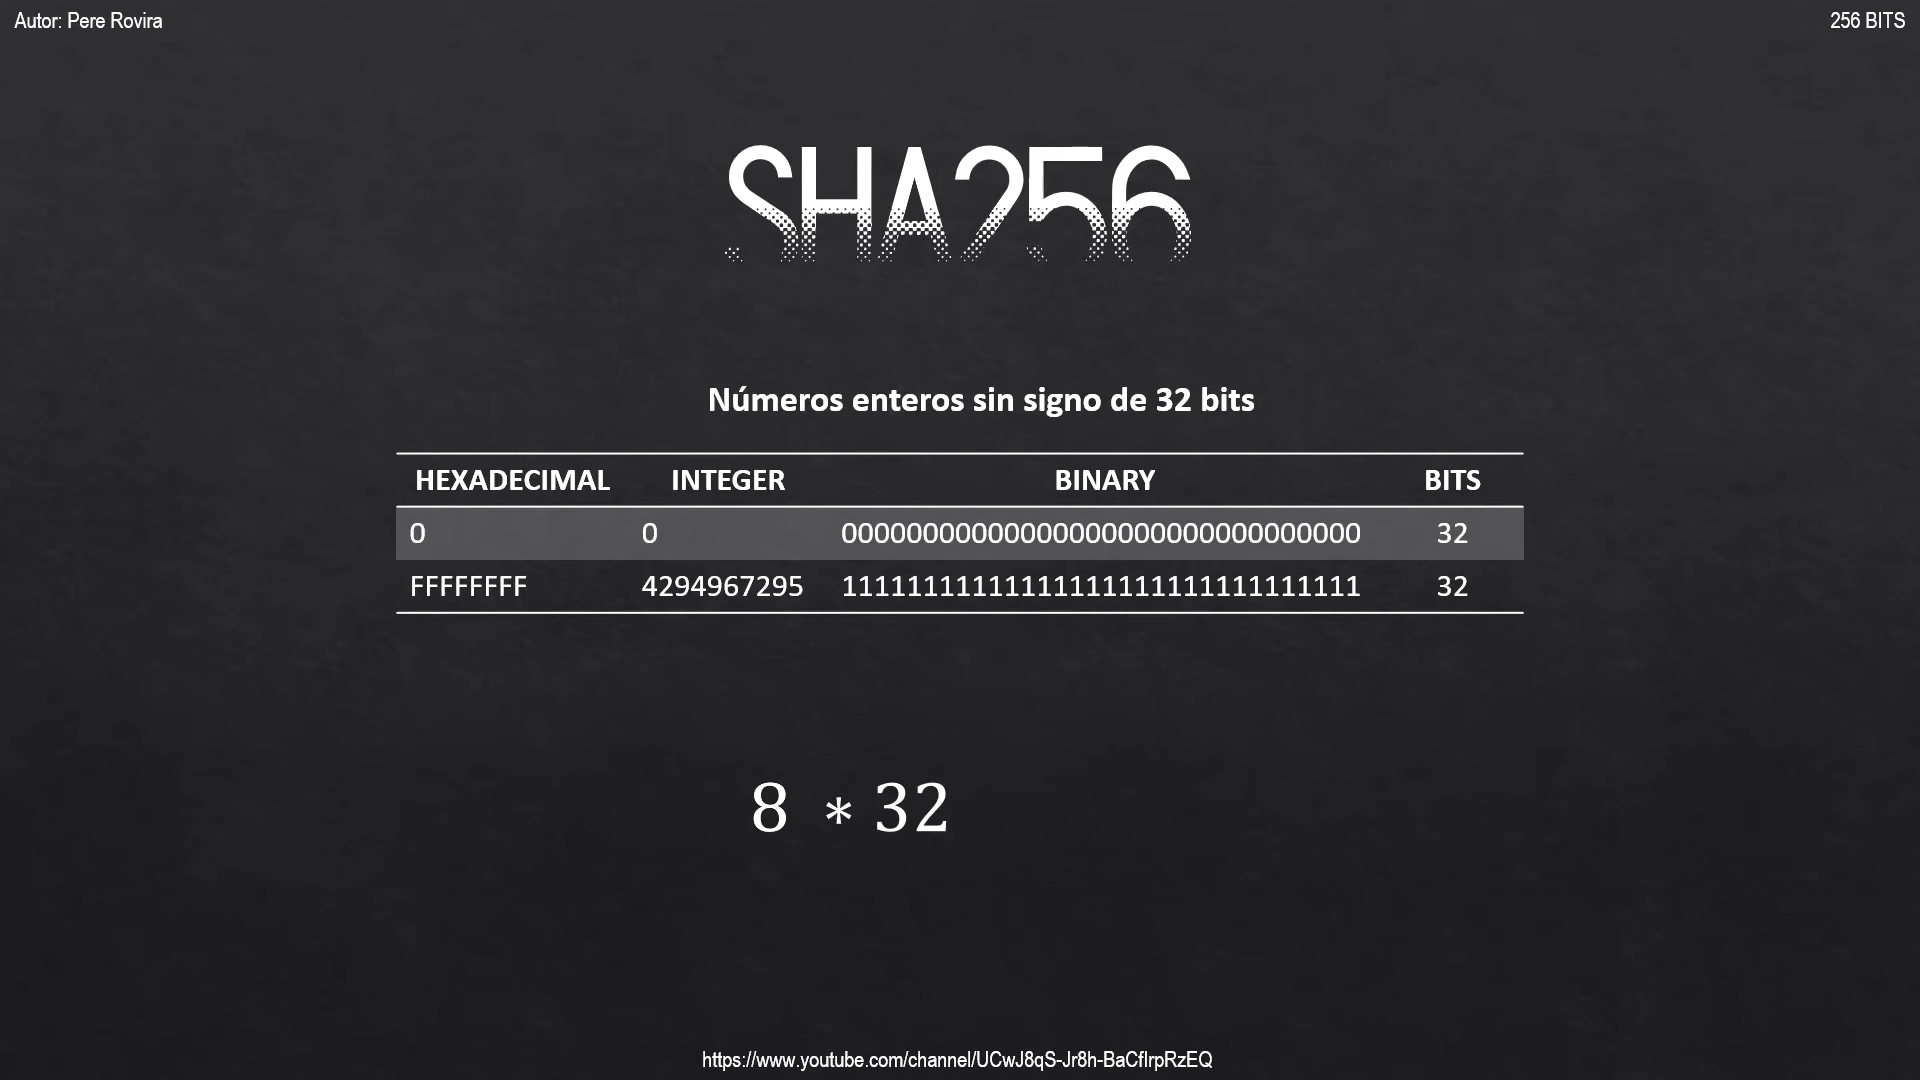 Autor: Pere Rovira
256 BITS
SHA256
Números enteros sin signo de 32 bits
HEXADECIMAL INTEGER BINARY BITS
0 0 00000000000000000000000000000000 32
FFFFFFFF 4294967295 11111111111111111111111111111111 32
8 * 32
https://www.youtube.com/channel/UCwJ8qS-Jr8h-BaCfIrpRzEQ